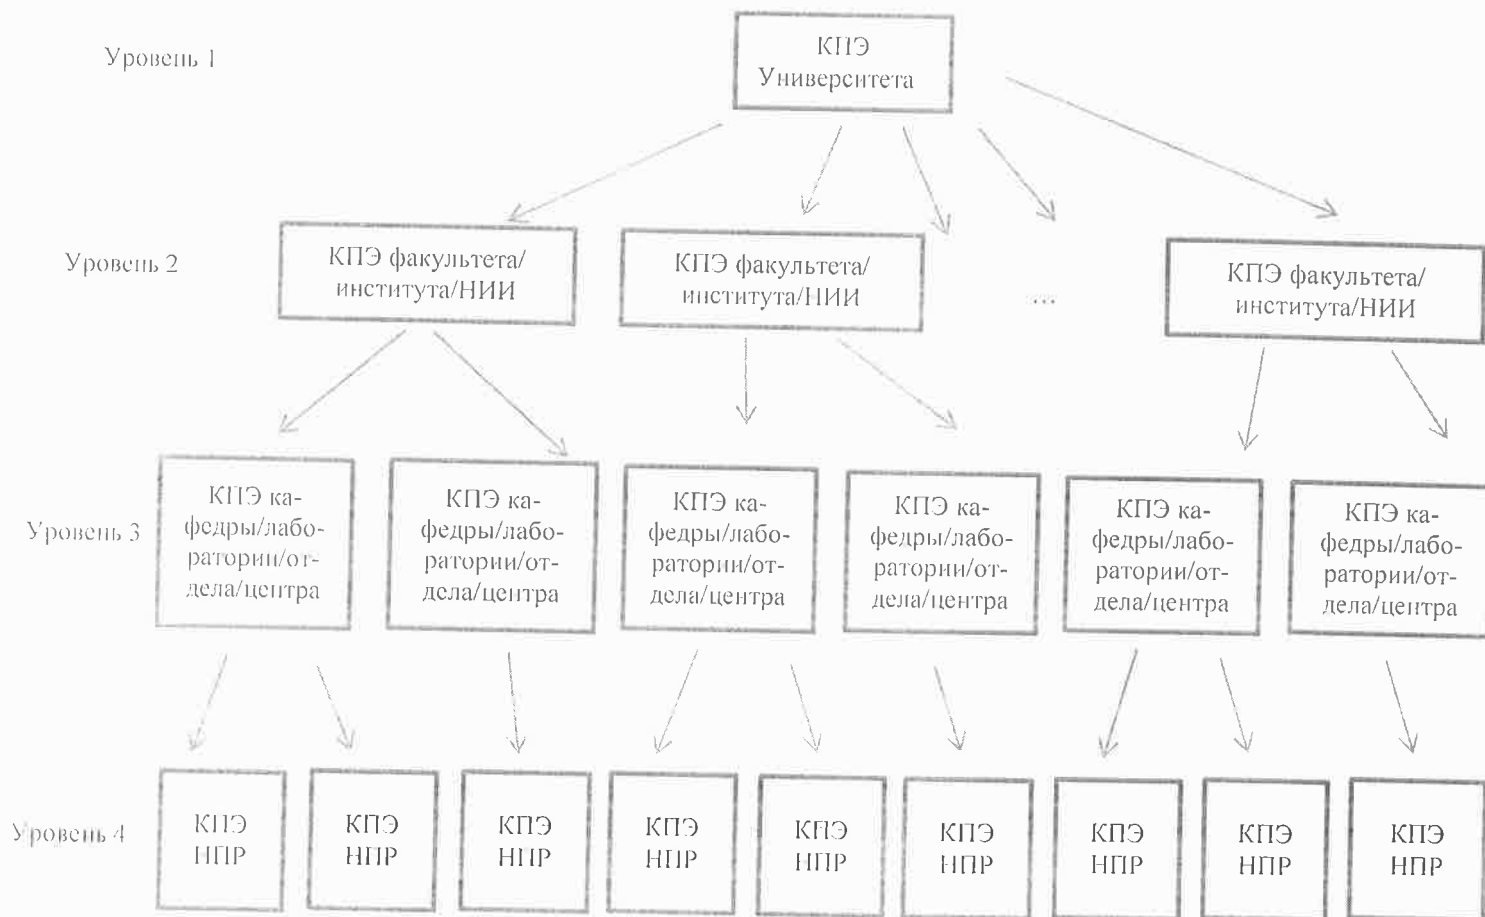 Уровень 1
КПЭ
Университета
Уровень 2
КПЭ факультета/
института/НИИ
КПЭ факультета/
института/НИИ
...
КПЭ факультета/
института/НИИ
Уровень 3
КПЭ ка-
федры/лабо-
ратории/от-
дела/центра
КПЭ ка-
федры/лабо-
ратории/от-
дела/центра
КПЭ ка-
федры/лабо-
ратории/от-
дела/центра
КПЭ ка-
федры/лабо-
ратории/от-
дела/центра
КПЭ ка-
федры/лабо-
ратории/от-
дела/центра
КПЭ ка-
федры/лабо-
ратории/от-
дела/центра
Уровень 4
КПЭ
НПР
КПЭ
НПР
КПЭ
НПР
КПЭ
НПР
КПЭ
НПР
КПЭ
НПР
КПЭ
НПР
КПЭ
НПР
КПЭ
НПР